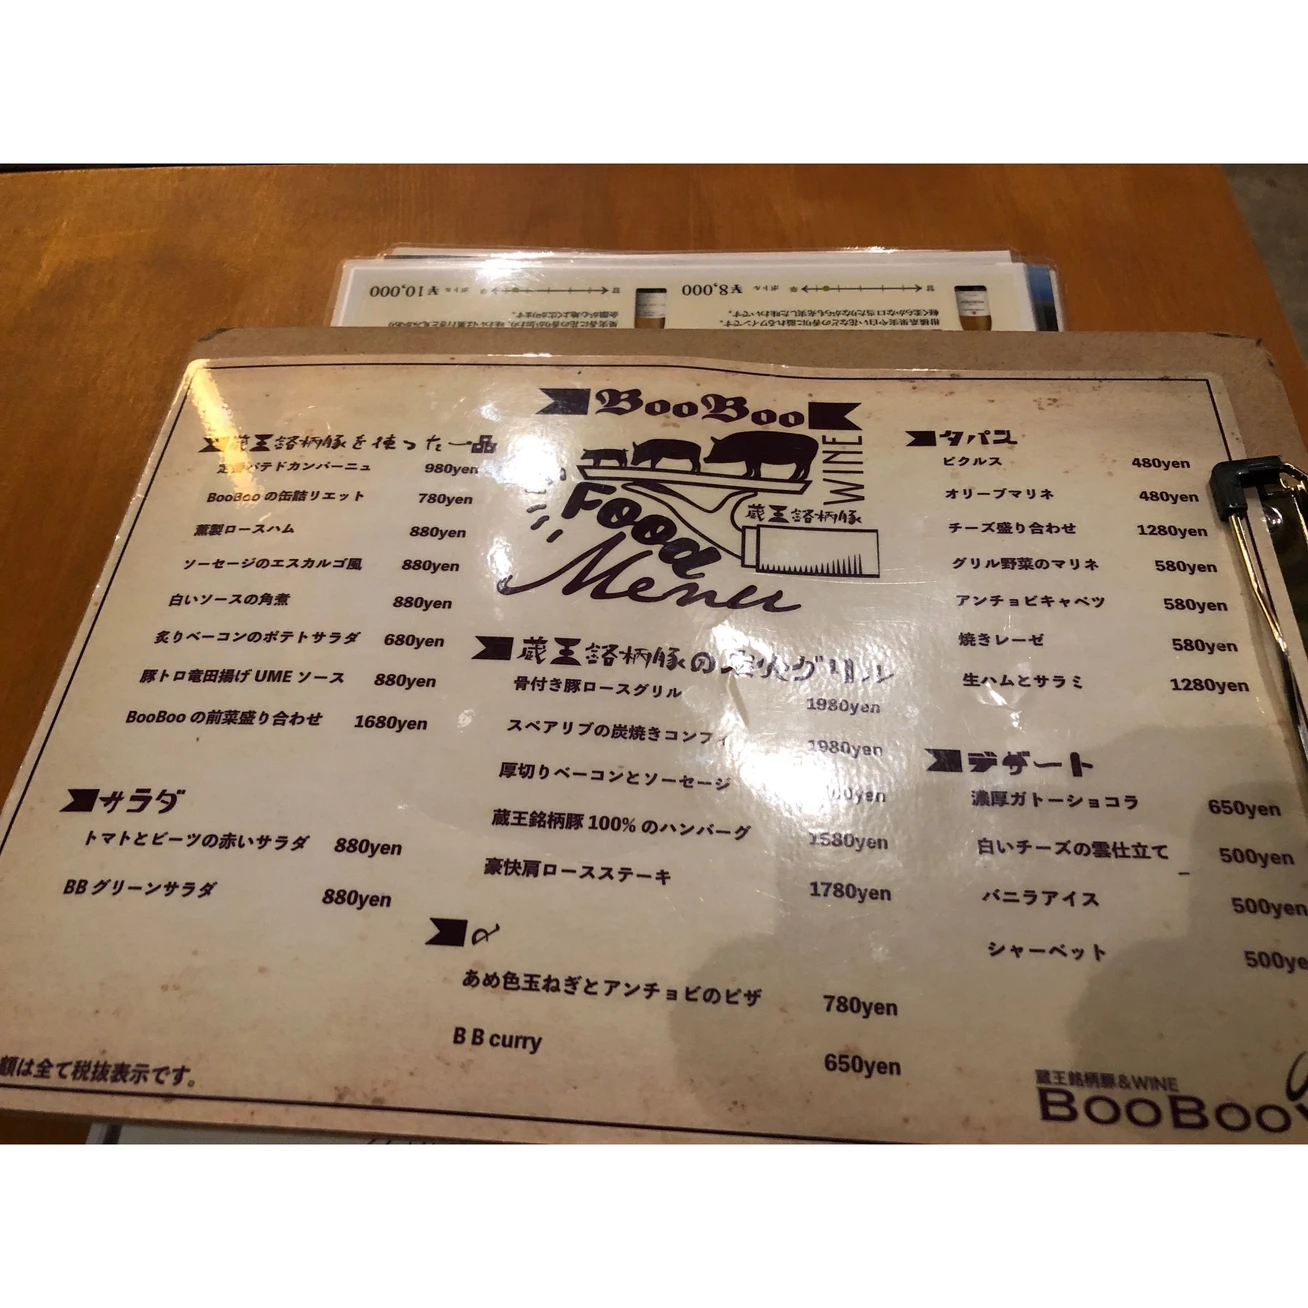 ¥10,000
ボトル
¥8,000
ボトル
BooBoo
WINE
蔵王銘柄豚
Food
Menu
蔵王銘柄豚を使った一品
パテドカンパーニュ 980yen
BooBooの缶詰リエット 780yen
薫製ロースハム 880yen
ソーセージのエスカルゴ風 880yen
白いソースの角煮 880yen
炙りベーコンのポテトサラダ 680yen
豚トロ竜田揚げUMEソース 880yen
BooBooの前菜盛り合わせ 1680yen
サラダ
トマトとビーツの赤いサラダ 880yen
BBグリーンサラダ 880yen
蔵王銘柄豚の炭火グリル
骨付き豚ロースグリル 1980yen
スペアリブの炭焼きコンフィ 1980yen
厚切りベーコンとソーセージ
蔵王銘柄豚100%のハンバーグ 1580yen
豪快肩ロースステーキ 1780yen
〆
あめ色玉ねぎとアンチョビのピザ 780yen
BB curry 650yen
タパス
ピクルス 480yen
オリーブマリネ 480yen
チーズ盛り合わせ 1280yen
グリル野菜のマリネ 580yen
アンチョビキャベツ 580yen
焼きレーゼ 580yen
生ハムとサラミ 1280yen
デザート
濃厚ガトーショコラ 650yen
白いチーズの雲仕立て 500yen
バニラアイス 500yen
シャーベット 500ye
額は全て税抜表示です。
蔵王銘柄豚&WINE
BooBoo